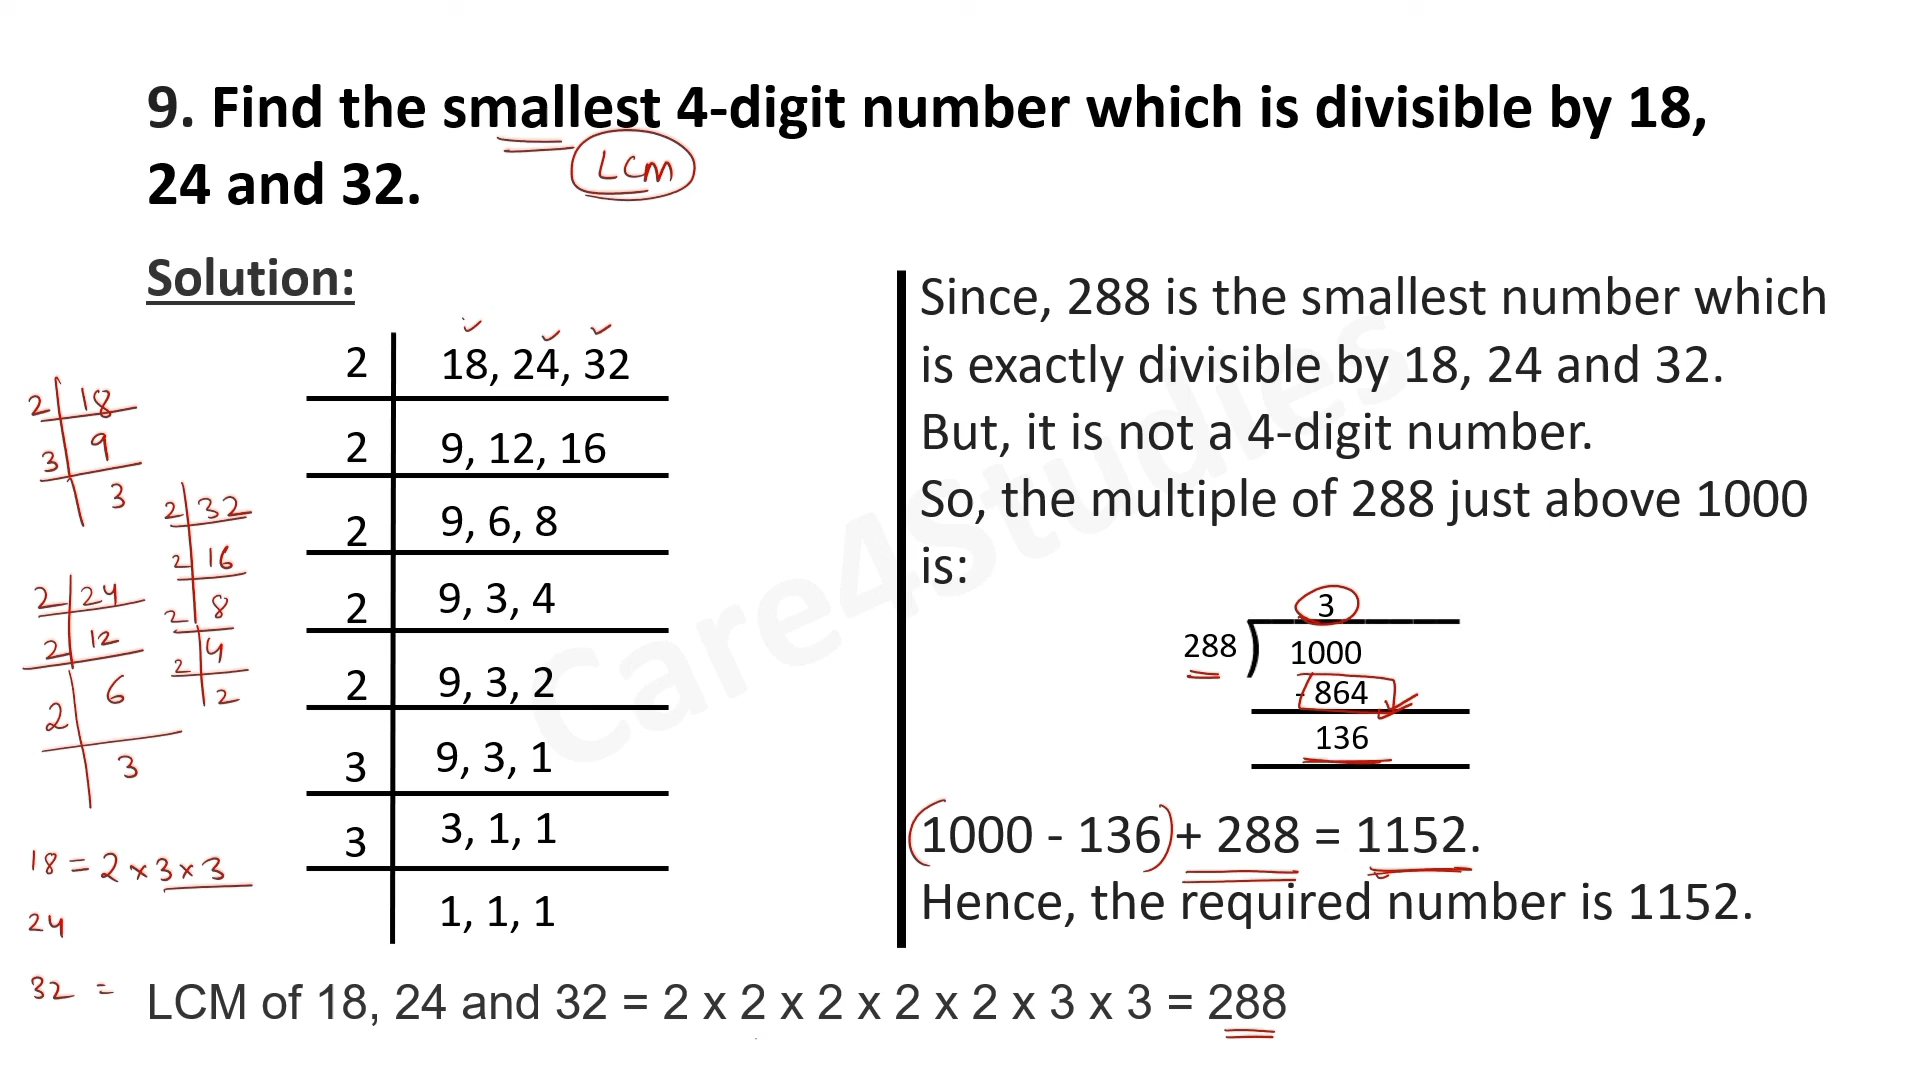 9. Find the smallest 4-digit number which is divisible by 18,
24 and 32.
LCM
Solution:
2 18, 24, 32
2 9, 12, 16
2 9, 6, 8
2 9, 3, 4
2 9, 3, 2
3 9, 3, 1
3 3, 1, 1
1, 1, 1
2 18
3 9
3
2 32
2 16
2 8
2 4
2
2 24
2 12
2 6
3
18 = 2 × 3 × 3
24
32 =
LCM of 18, 24 and 32 = 2 x 2 x 2 x 2 x 2 x 3 x 3 = 288
Since, 288 is the smallest number which
is exactly divisible by 18, 24 and 32.
But, it is not a 4-digit number.
So, the multiple of 288 just above 1000
is:
3
288 ) 1000
- 864
136
(1000 - 136) + 288 = 1152.
Hence, the required number is 1152.
Care4Studies